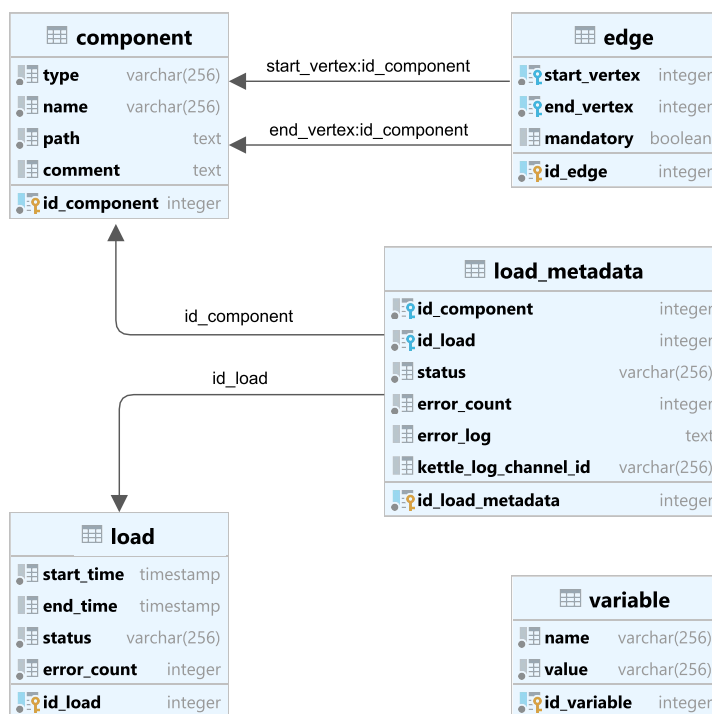 component
type varchar(256)
name varchar(256)
path text
comment text
id_component integer
start_vertex:id_component
end_vertex:id_component
edge
start_vertex integer
end_vertex integer
mandatory boolean
id_edge integer
id_component
id_load
load_metadata
id_component integer
id_load integer
status varchar(256)
error_count integer
error_log text
kettle_log_channel_id varchar(256)
id_load_metadata integer
load
start_time timestamp
end_time timestamp
status varchar(256)
error_count integer
id_load integer
variable
name varchar(256)
value varchar(256)
id_variable integer